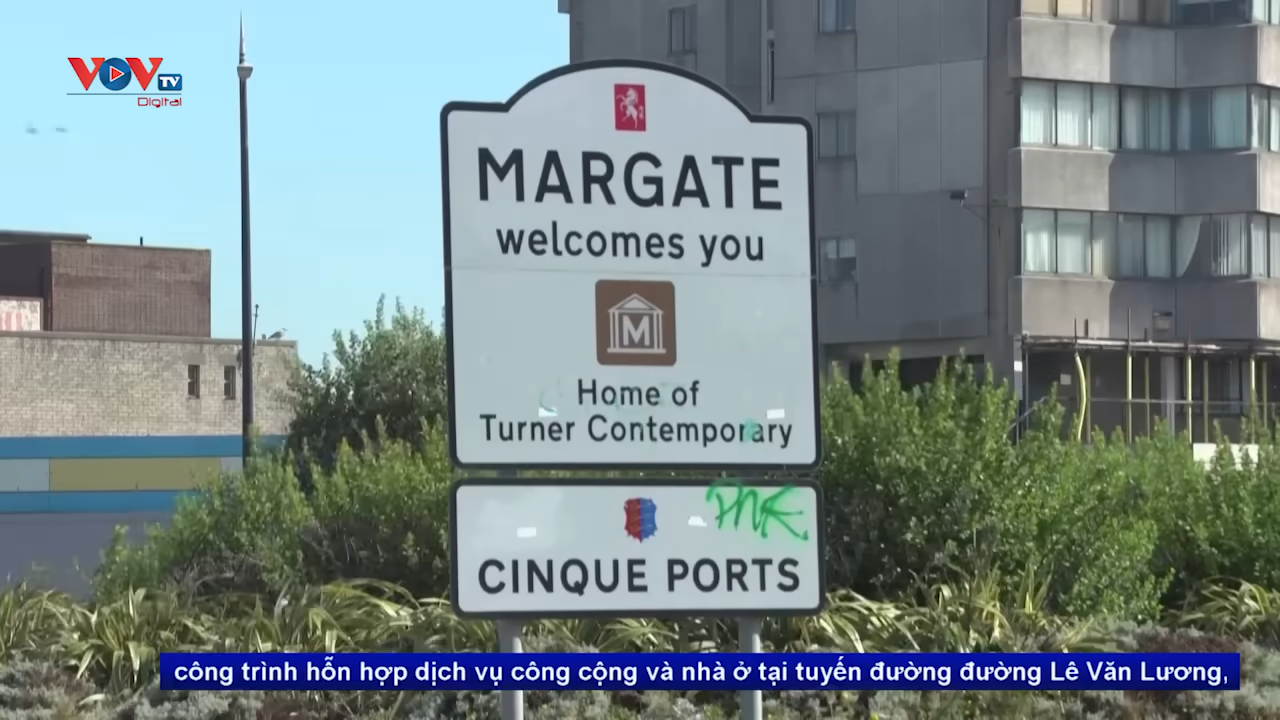 VOV TV
Digital
MARGATE
welcomes you
M
Home of
Turner Contemporary
PNK
CINQUE PORTS
công trình hỗn hợp dịch vụ công cộng và nhà ở tại tuyến đường đường Lê Văn Lương,